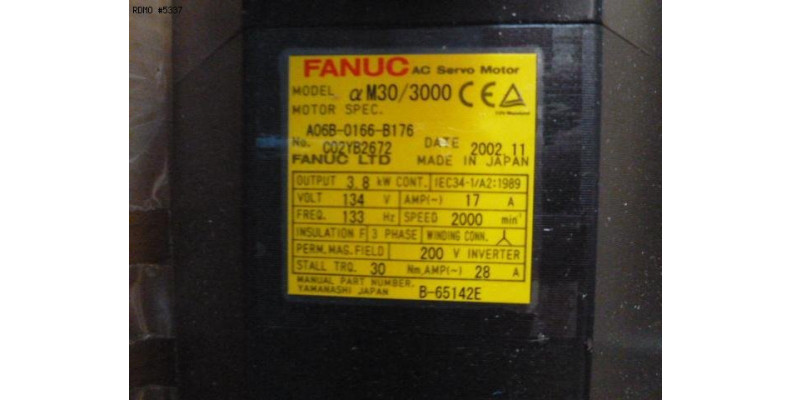 RDMO #5337
FANUC AC Servo Motor
MODEL αM30/3000 CE
MOTOR SPEC.
A06B-0166-B176
No. C02YB2672 DATE 2002.11
FANUC LTD MADE IN JAPAN
OUTPUT 3.8 kW CONT. IEC34-1/A2:1989
VOLT 134 V AMP(~) 17 A
FREQ. 133 Hz SPEED 2000 min⁻¹
INSULATION F 3 PHASE WINDING CONN.
PERM.MAG.FIELD 200 V INVERTER
STALL TRQ. 30 Nm.AMP(~) 28 A
MANUAL PART NUMBER.
YAMANASHI JAPAN B-65142E